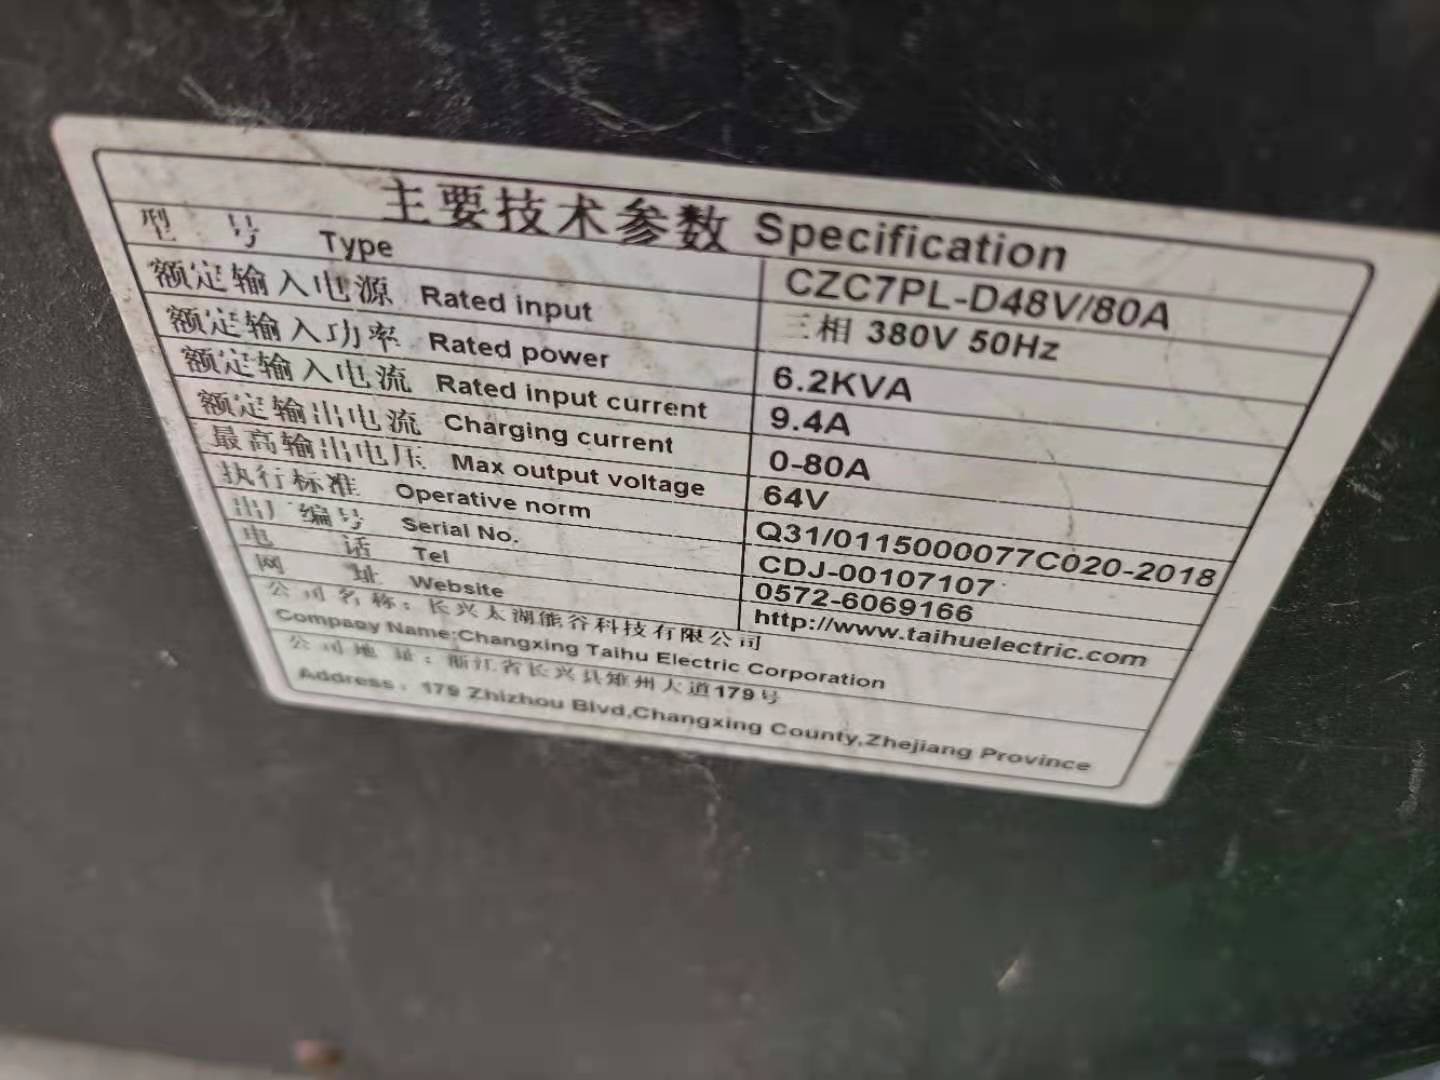 主要技术参数 Specification
型 号 Type CZC7PL-D48V/80A
额定输入电源 Rated input 三相 380V 50Hz
额定输入功率 Rated power 6.2KVA
额定输入电流 Rated input current 9.4A
额定输出电流 Charging current 0-80A
最高输出电压 Max output voltage 64V
执行标准 Operative norm Q31/0115000077C020-2018
出厂编号 Serial No. CDJ-00107107
电 话 Tel 0572-6069166
网 址 Website http://www.taihuelectric.com
公司名称：长兴太湖能谷科技有限公司
Company Name:Changxing Taihu Electric Corporation
公司地址：浙江省长兴县雉州大道179号
Address：179 Zhizhou Blvd,Changxing County,Zhejiang Province